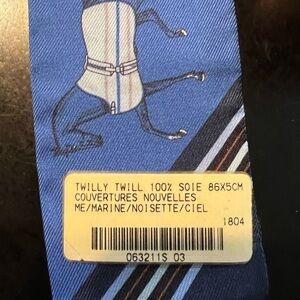 TWILLY TWILL 100% SOIE 86X5CM
COUVERTURES NOUVELLES
ME/MARINE/NOISETTE/CIEL
1804
063211S 03